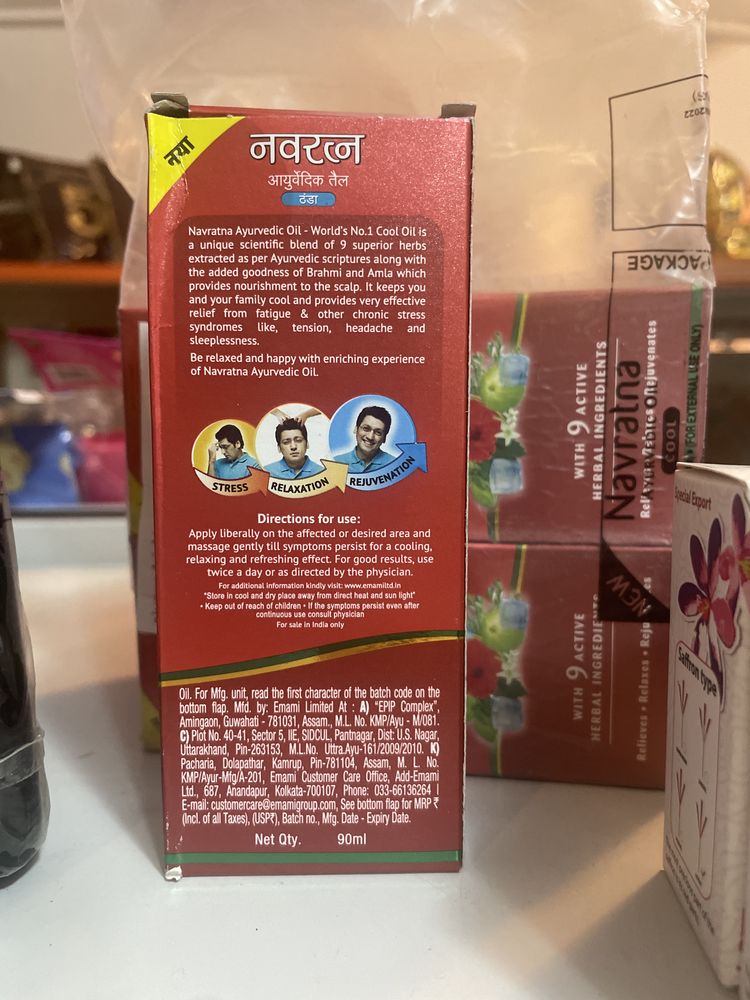 नया
नवरत्न
आयुर्वेदिक तैल
ठंडा
Navratna Ayurvedic Oil - World's No.1 Cool Oil is
a unique scientific blend of 9 superior herbs
extracted as per Ayurvedic scriptures along with
the added goodness of Brahmi and Amla which
provides nourishment to the scalp. It keeps you
and your family cool and provides very effective
relief from fatigue & other chronic stress
syndromes like, tension, headache and
sleeplessness.
Be relaxed and happy with enriching experience
of Navratna Ayurvedic Oil.
STRESS
RELAXATION
REJUVENATION
Directions for use:
Apply liberally on the affected or desired area and
massage gently till symptoms persist for a cooling,
relaxing and refreshing effect. For good results, use
twice a day or as directed by the physician.
For additional information kindly visit: www.emamiltd.in
"Store in cool and dry place away from direct heat and sun light"
• Keep out of reach of children • If the symptoms persist even after
continuous use consult physician
For sale in India only
Oil. For Mfg. unit, read the first character of the batch code on the
bottom flap. Mfd. by: Emami Limited At : A) "EPIP Complex",
Amingaon, Guwahati - 781031, Assam., M.L. No. KMP/Ayu - M/081.
C) Plot No. 40-41, Sector 5, IIE, SIDCUL, Pantnagar, Dist: U.S. Nagar,
Uttarakhand, Pin-263153, M.L.No. Uttra.Ayu-161/2009/2010. K)
Pacharia, Dolapathar, Kamrup, Pin-781104, Assam, M. L. No.
KMP/Ayur-Mfg/A-201, Emami Customer Care Office, Add-Emami
Ltd., 687, Anandapur, Kolkata-700107, Phone: 033-66136264 |
E-mail: customercare@emamigroup.com, See bottom flap for MRP ₹
(Incl. of all Taxes), (USP₹), Batch no., Mfg. Date - Expiry Date.
Net Qty. 90ml
PACKAGE
WITH 9 ACTIVE
HERBAL INGREDIENTS
Navratna
COOL
(FOR EXTERNAL USE ONLY)
NEW
WITH 9 ACTIVE
HERBAL INGREDIENTS
Relieves • Relaxes •
Special Export
Saffron type